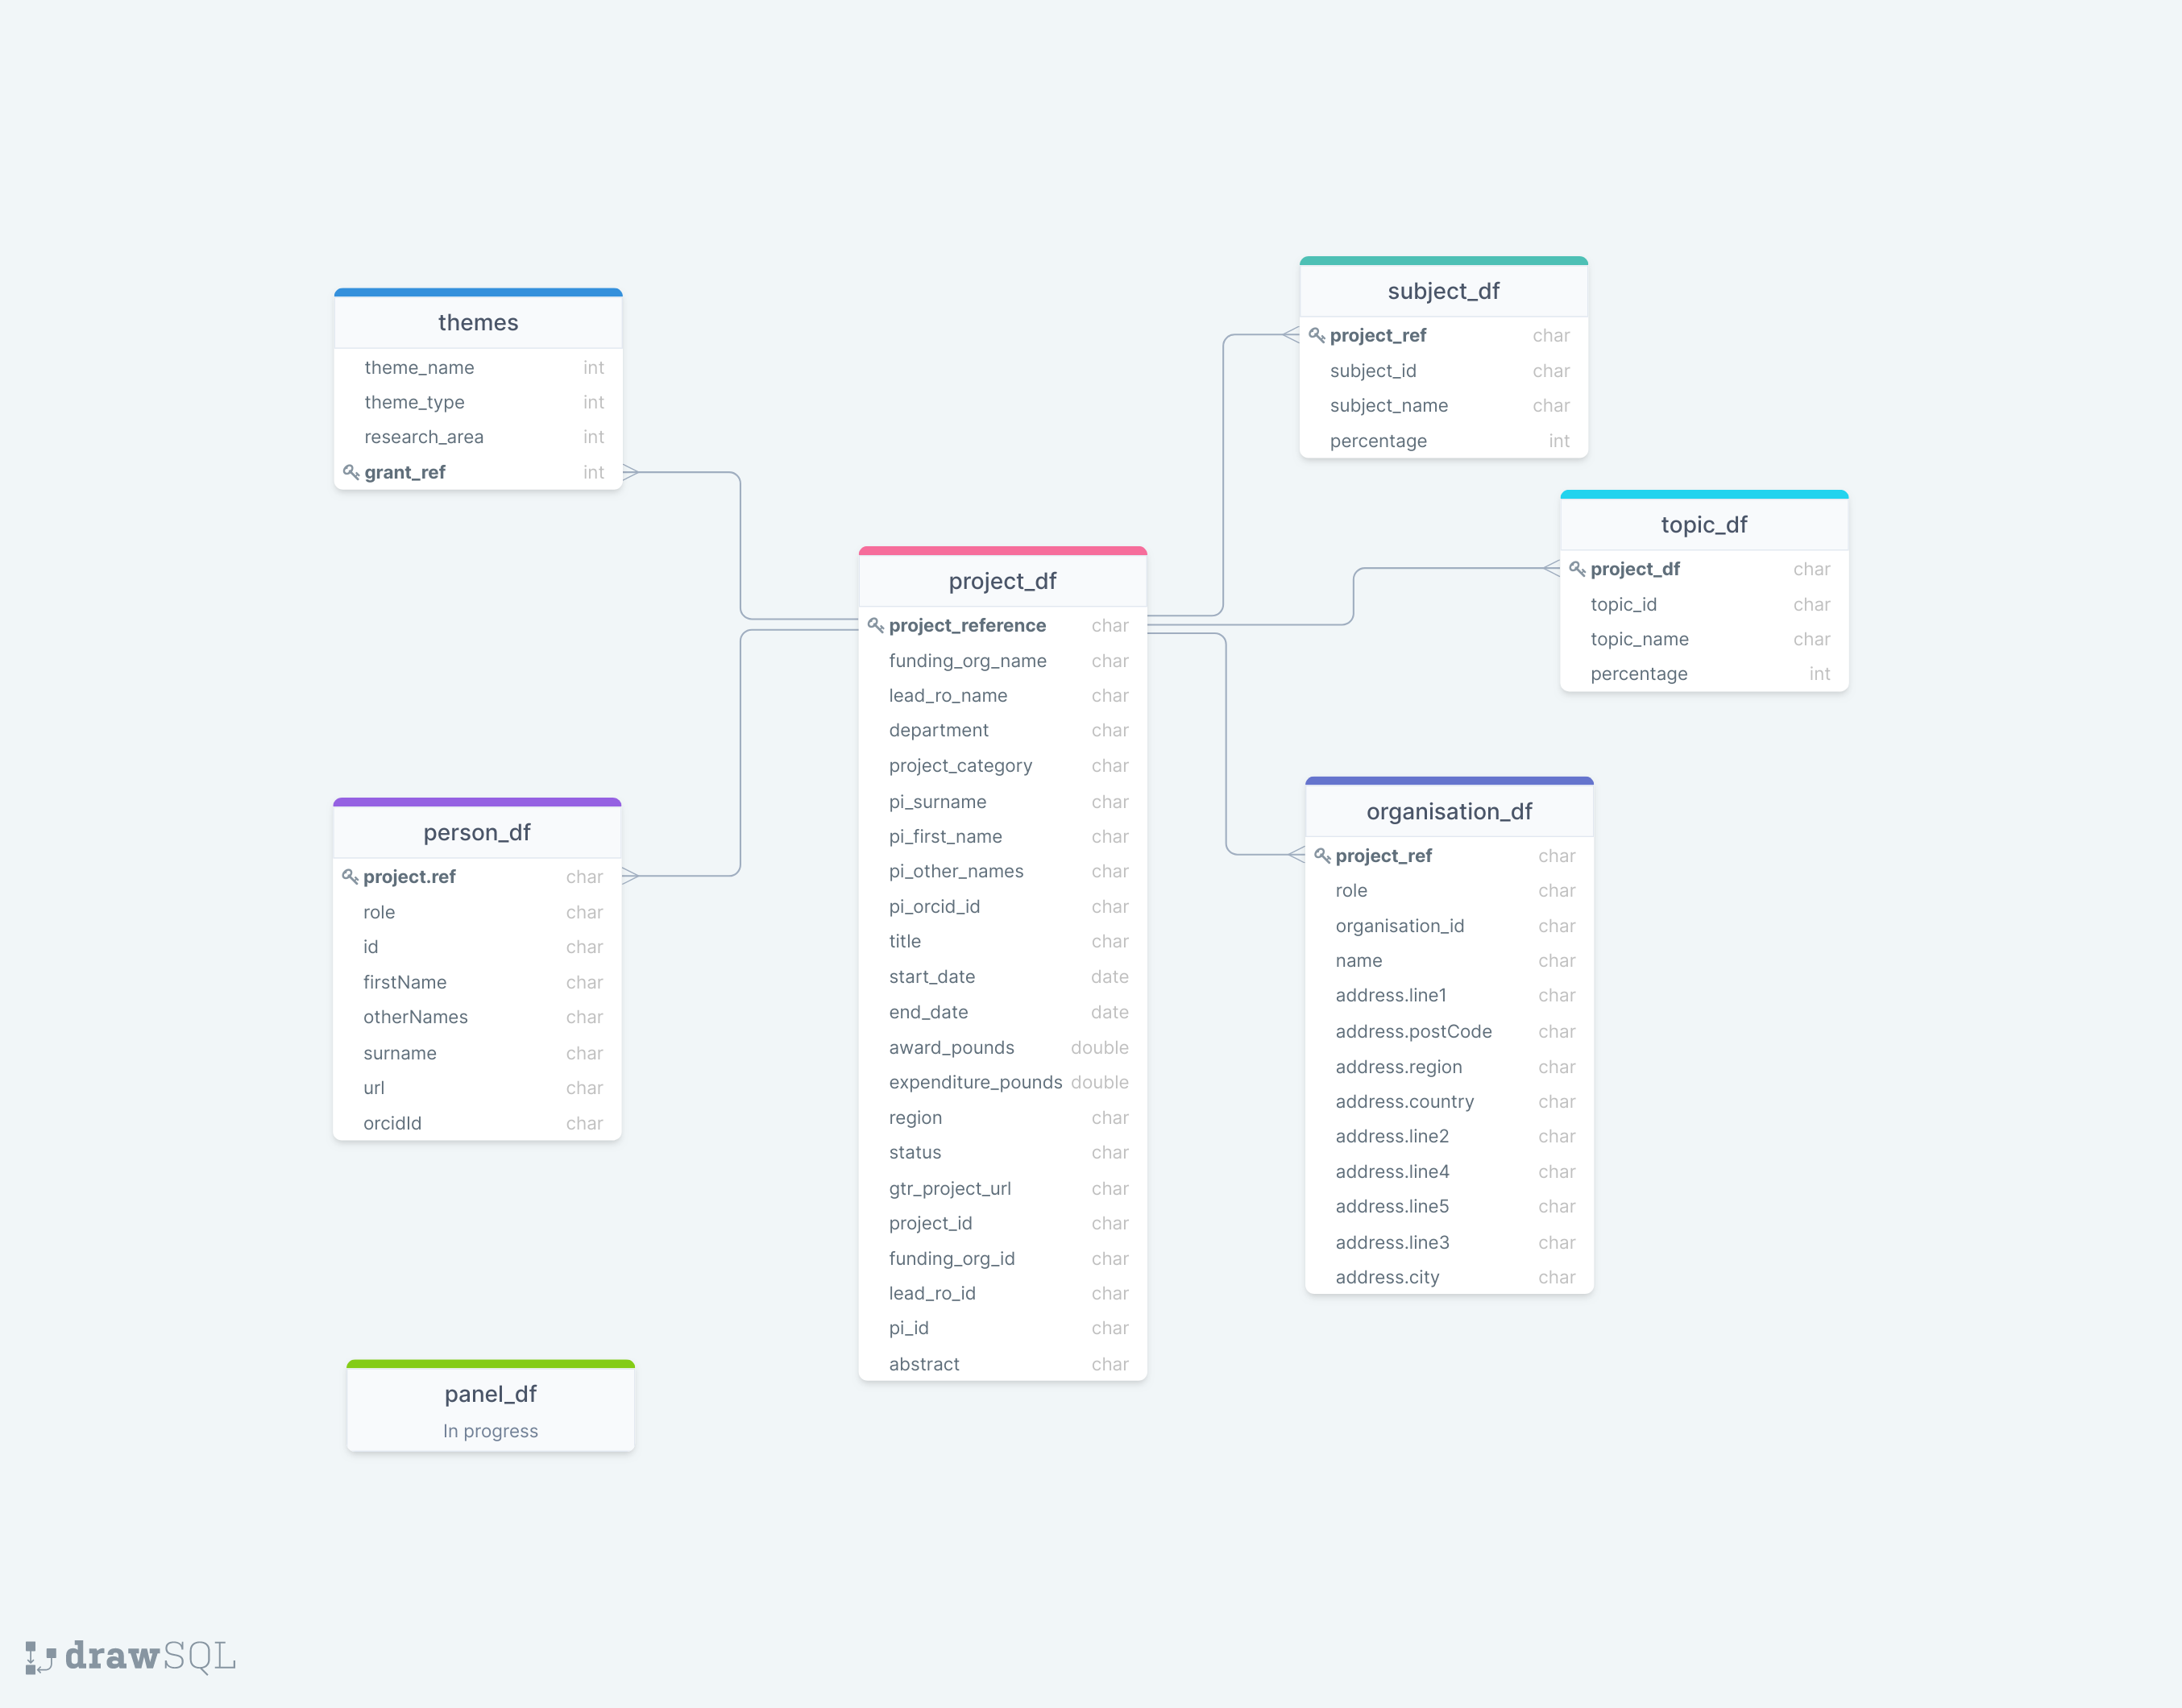 themes
theme_name int
theme_type int
research_area int
grant_ref int
person_df
project.ref char
role char
id char
firstName char
otherNames char
surname char
url char
orcidId char
panel_df
In progress
project_df
project_reference char
funding_org_name char
lead_ro_name char
department char
project_category char
pi_surname char
pi_first_name char
pi_other_names char
pi_orcid_id char
title char
start_date date
end_date date
award_pounds double
expenditure_pounds double
region char
status char
gtr_project_url char
project_id char
funding_org_id char
lead_ro_id char
pi_id char
abstract char
subject_df
project_ref char
subject_id char
subject_name char
percentage int
topic_df
project_df char
topic_id char
topic_name char
percentage int
organisation_df
project_ref char
role char
organisation_id char
name char
address.line1 char
address.postCode char
address.region char
address.country char
address.line2 char
address.line4 char
address.line5 char
address.line3 char
address.city char
drawSQL